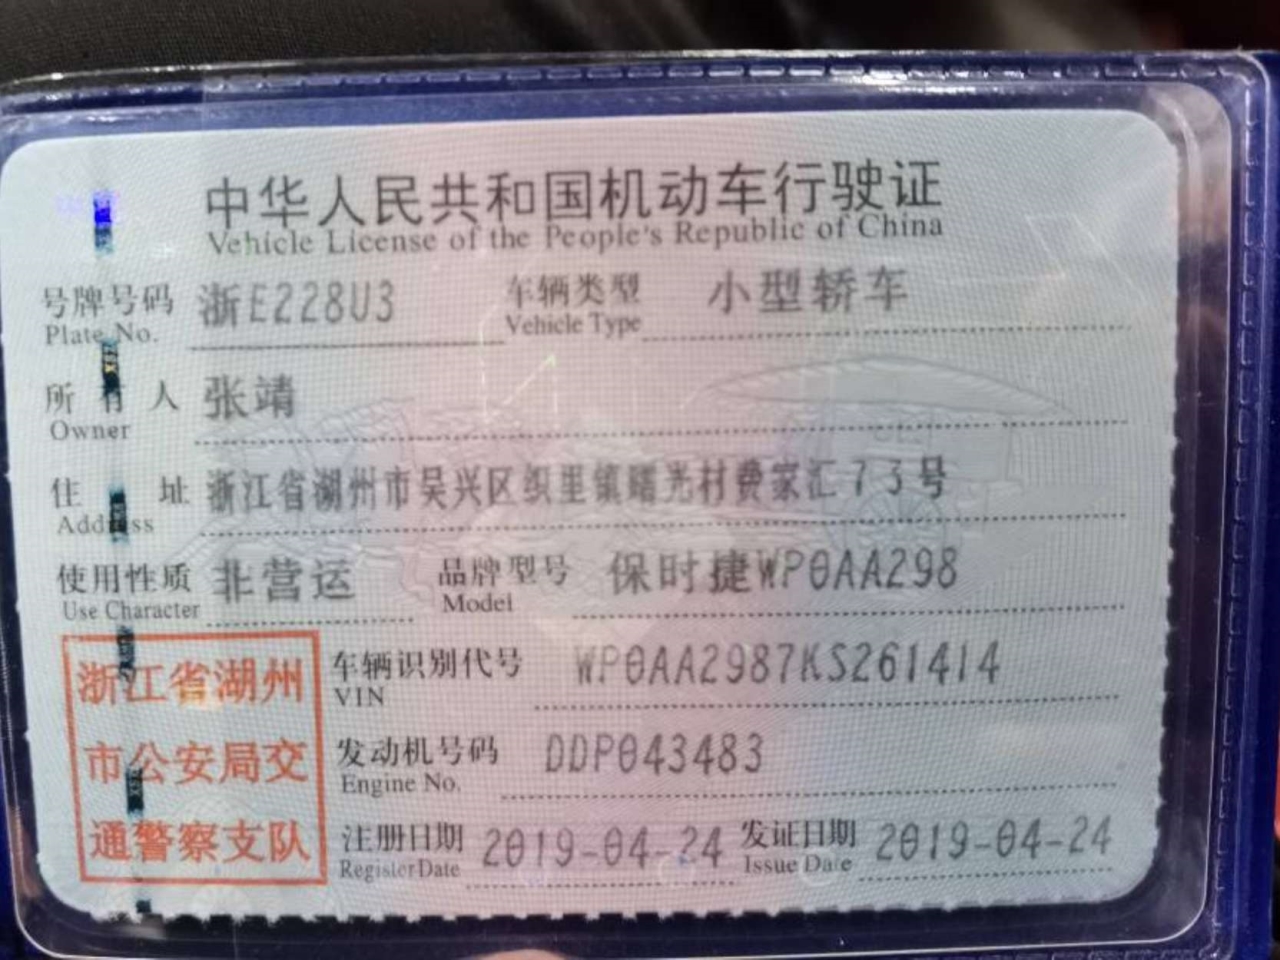 中华人民共和国机动车行驶证
Vehicle License of the People's Republic of China
号牌号码 浙E228U3 车辆类型 小型轿车
Plate No. Vehicle Type
所有人 张靖
Owner
住址 浙江省湖州市吴兴区织里镇曙光村费家汇73号
Address
使用性质 非营运 品牌型号 保时捷WP0AA298
Use Character Model
浙江省湖州 车辆识别代号 WP0AA2987KS261414
VIN
市公安局交 发动机号码 DDP043483
Engine No.
通警察支队 注册日期 2019-04-24 发证日期 2019-04-24
Register Date Issue Date